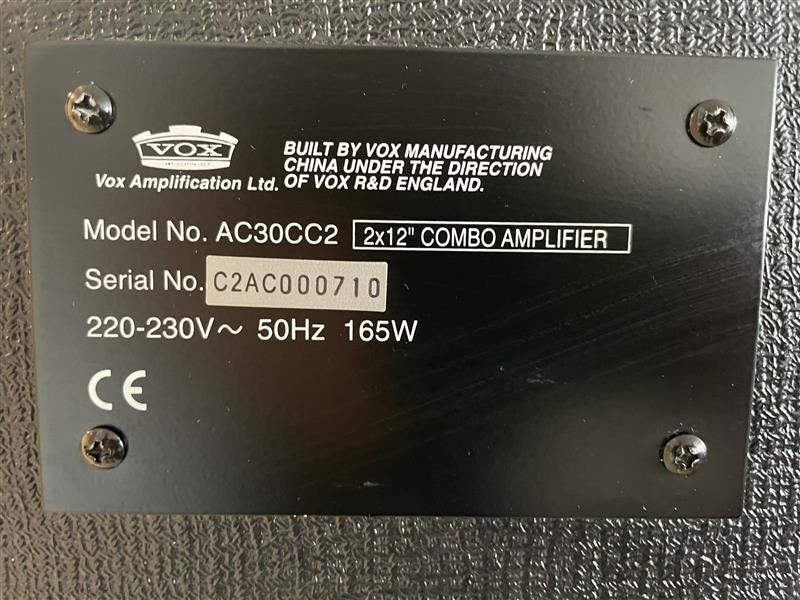 VOX
BUILT BY VOX MANUFACTURING
CHINA UNDER THE DIRECTION
Vox Amplification Ltd. OF VOX R&D ENGLAND.
Model No. AC30CC2 2x12" COMBO AMPLIFIER
Serial No. C2AC000710
220-230V～ 50Hz 165W
CE